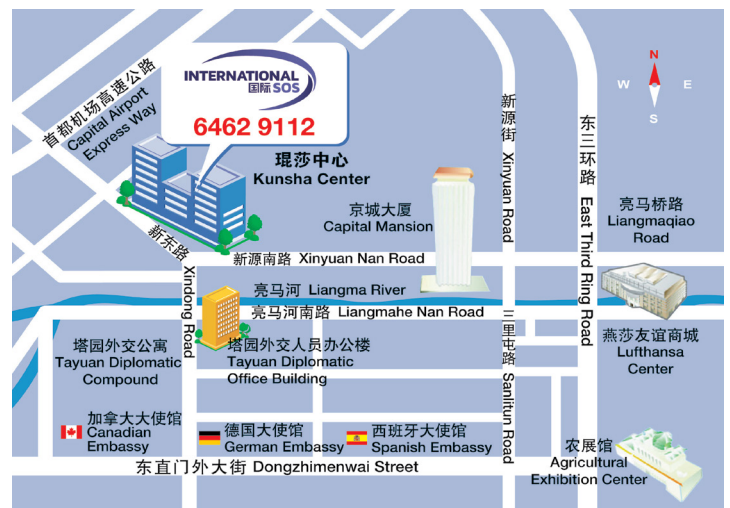 INTERNATIONAL
国际 SOS
6462 9112
首都机场高速公路
Capital Airport
Express Way
琨莎中心
Kunsha Center
京城大厦
Capital Mansion
新源街 Xinyuan Road
东三环路 East Third Ring Road
N
W E
S
亮马桥路
Liangmaqiao
Road
新东路 Xindong Road
新源南路 Xinyuan Nan Road
亮马河 Liangma River
亮马河南路 Liangmahe Nan Road
塔园外交公寓
Tayuan Diplomatic
Compound
塔园外交人员办公楼
Tayuan Diplomatic
Office Building
三里屯路 Sanlitun Road
燕莎友谊商城
Lufthansa
Center
加拿大大使馆
Canadian
Embassy
德国大使馆
German Embassy
西班牙大使馆
Spanish Embassy
农展馆
Agricultural
Exhibition Center
东直门外大街 Dongzhimenwai Street